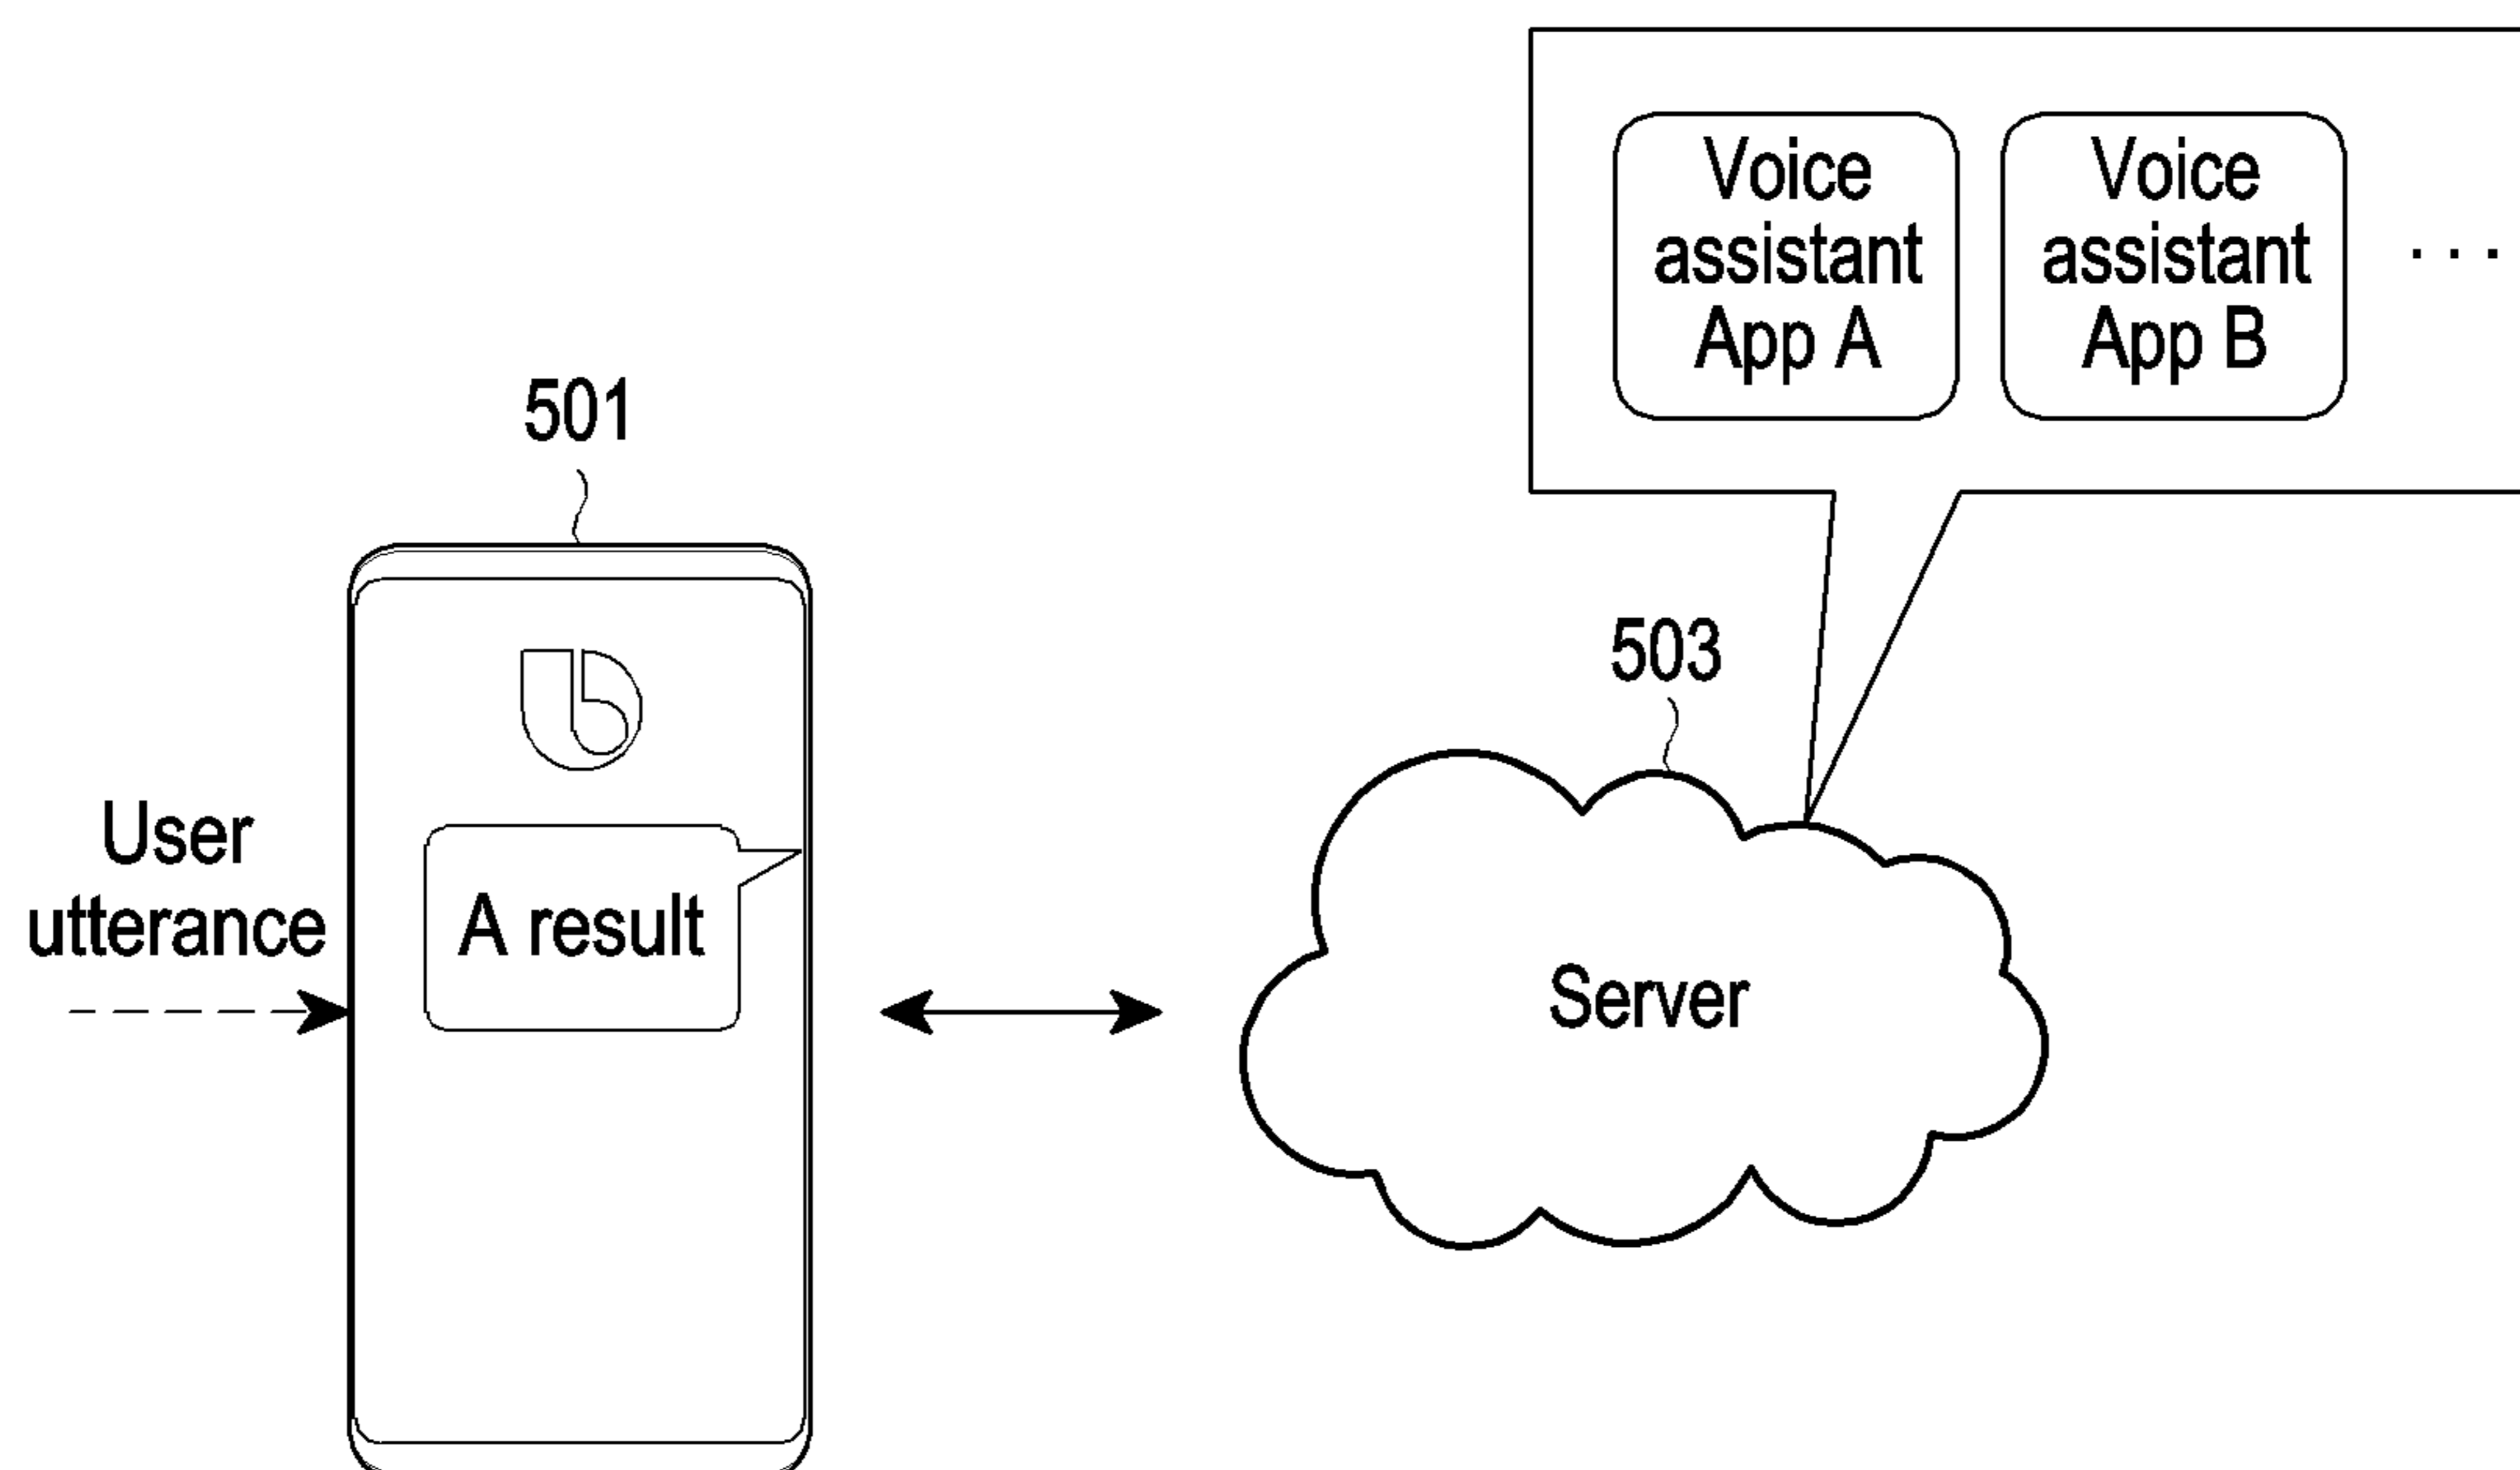 Voice
assistant
App A
Voice
assistant
App B
. . .
501
503
User
utterance
A result
Server